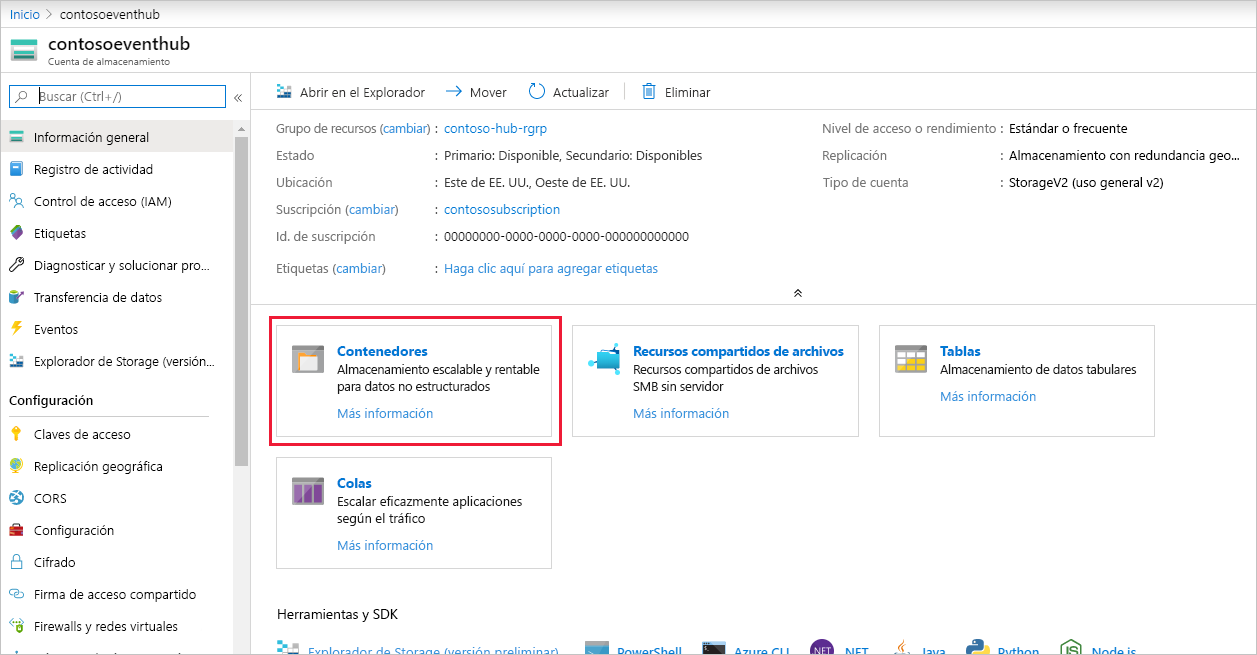 Inicio > contosoeventhub
contosoeventhub
Cuenta de almacenamiento
Buscar (Ctrl+/)
«
Información general
Registro de actividad
Control de acceso (IAM)
Etiquetas
Diagnosticar y solucionar pro...
Transferencia de datos
Eventos
Explorador de Storage (versión...
Configuración
Claves de acceso
Replicación geográfica
CORS
Configuración
Cifrado
Firma de acceso compartido
Firewalls y redes virtuales
Abrir en el Explorador
Mover
Actualizar
Eliminar
Grupo de recursos (cambiar) : contoso-hub-rgrp
Estado : Primario: Disponible, Secundario: Disponibles
Ubicación : Este de EE. UU., Oeste de EE. UU.
Suscripción (cambiar) : contososubscription
Id. de suscripción : 00000000-0000-0000-0000-000000000000
Etiquetas (cambiar) : Haga clic aquí para agregar etiquetas
Nivel de acceso o rendimiento : Estándar o frecuente
Replicación : Almacenamiento con redundancia geo...
Tipo de cuenta : StorageV2 (uso general v2)
Contenedores
Almacenamiento escalable y rentable
para datos no estructurados
Más información
Recursos compartidos de archivos
Recursos compartidos de archivos
SMB sin servidor
Más información
Tablas
Almacenamiento de datos tabulares
Más información
Colas
Escalar eficazmente aplicaciones
según el tráfico
Más información
Herramientas y SDK
Explorador de Storage (versión preliminar)
PowerShell
Azure CLI
NET
.NET
Java
Python
JS
Node.js